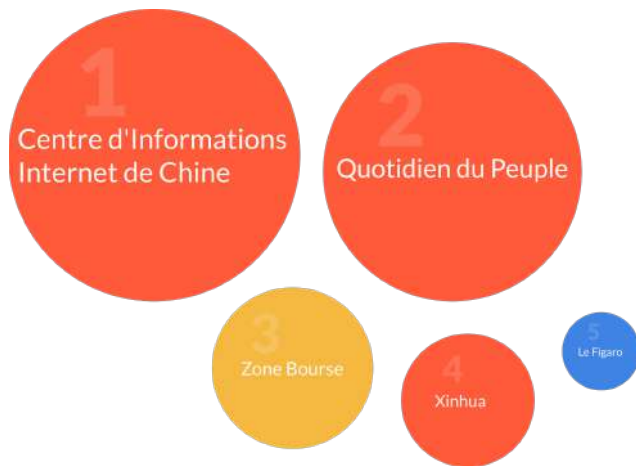 1
Centre d'Informations
Internet de Chine
2
Quotidien du Peuple
3
Zone Bourse
4
Xinhua
5
Le Figaro